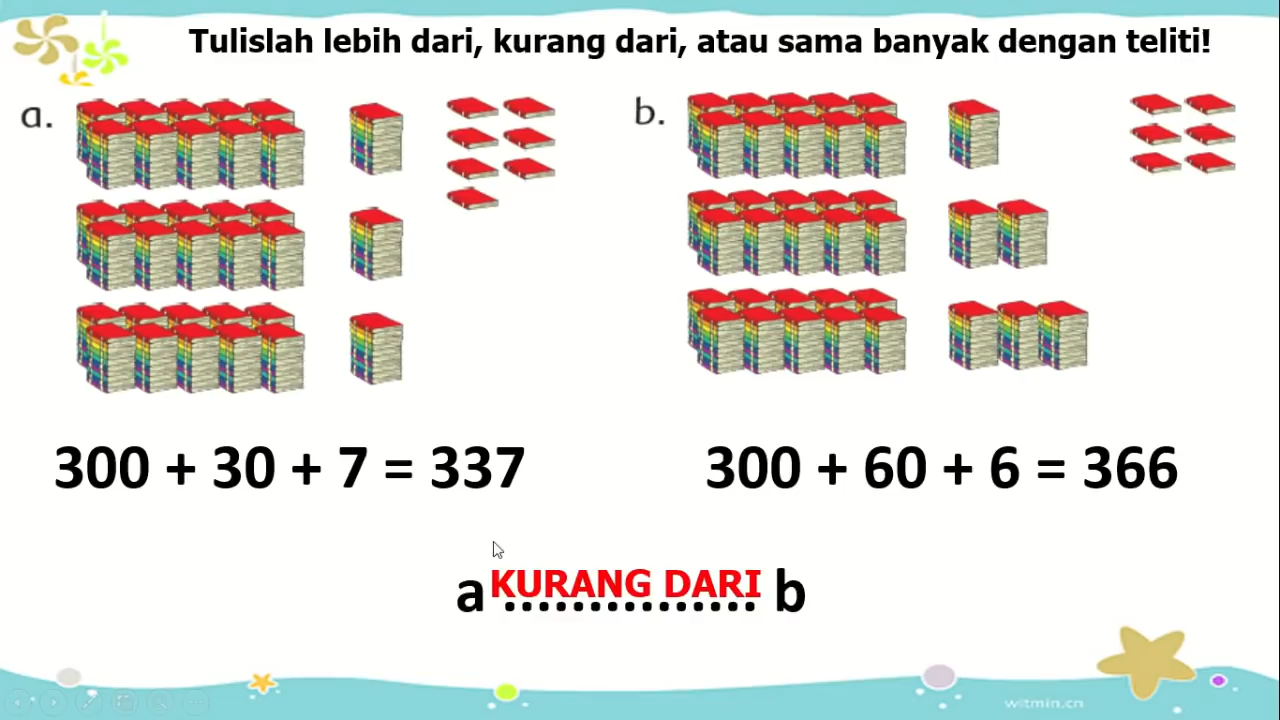 Tulislah lebih dari, kurang dari, atau sama banyak dengan teliti!
a.
b.
300 + 30 + 7 = 337
300 + 60 + 6 = 366
a KURANG DARI ............... b
witmin.cn